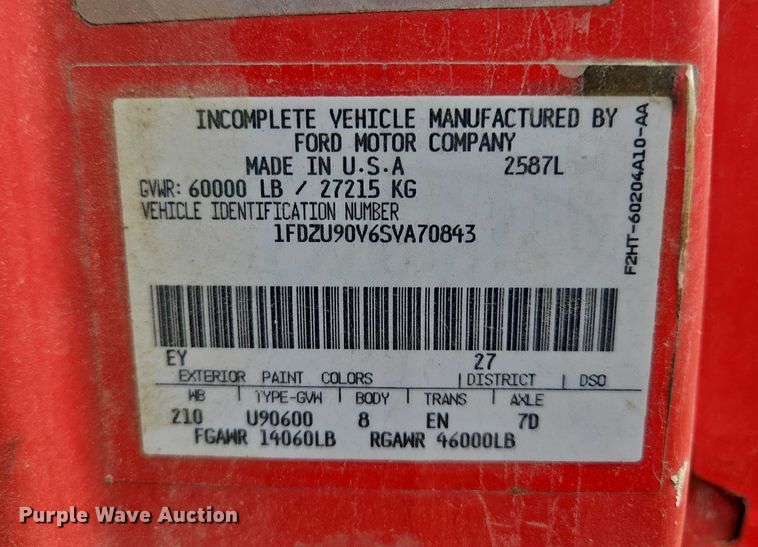 INCOMPLETE VEHICLE MANUFACTURED BY
FORD MOTOR COMPANY
MADE IN U.S.A 2587L
GVWR: 60000 LB / 27215 KG
VEHICLE IDENTIFICATION NUMBER
1FDZU90V6SVA70843
F2HT-60204A10-AA
EY 27
EXTERIOR PAINT COLORS DISTRICT DSO
WB TYPE-GVW BODY TRANS AXLE
210 U90600 8 EN 7D
FGAWR 14060LB RGAWR 46000LB
Purple Wave Auction